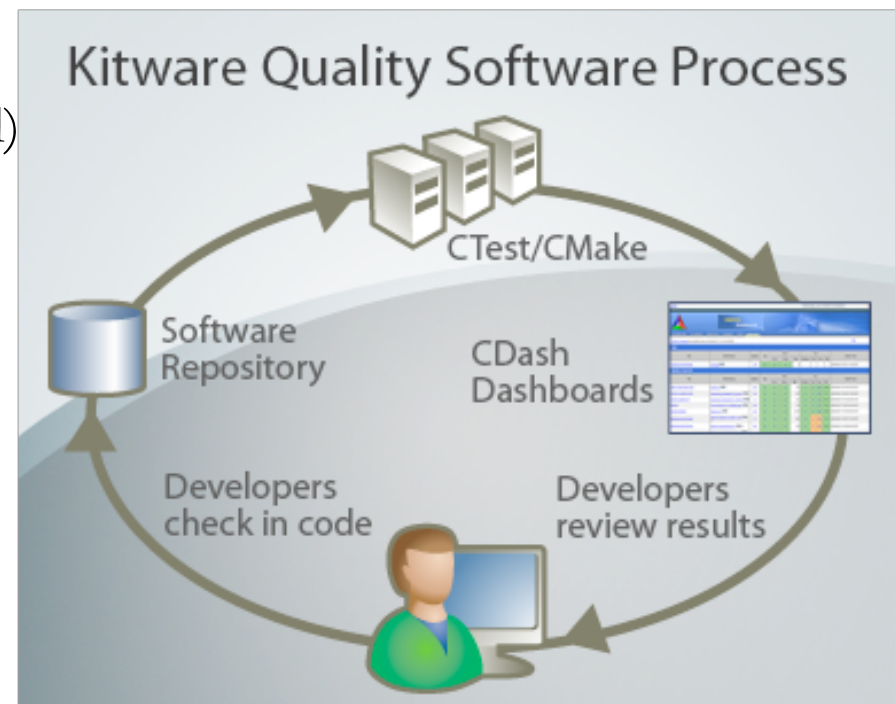 Kitware Quality Software Process
CTest/CMake
Software
Repository
CDash
Dashboards
Developers
check in code
Developers
review results